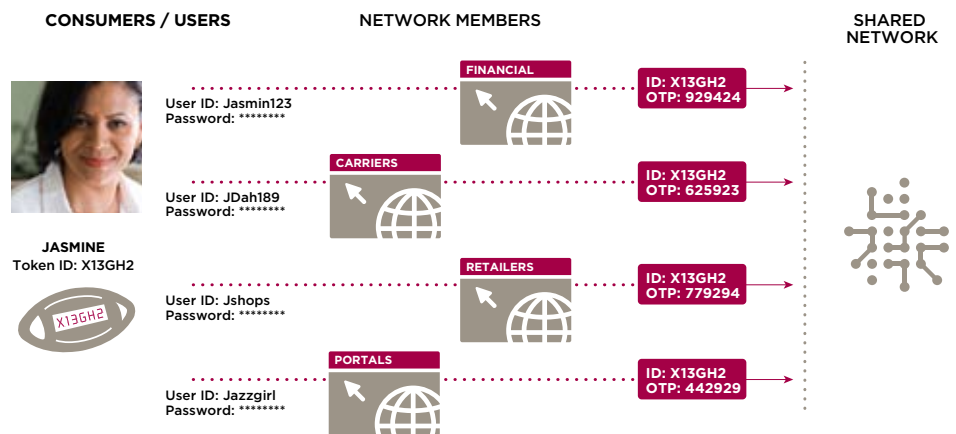 CONSUMERS / USERS
NETWORK MEMBERS
SHARED
NETWORK
FINANCIAL
User ID: Jasmin123
Password: ********
ID: X13GH2
OTP: 929424
CARRIERS
User ID: JDah189
Password: ********
ID: X13GH2
OTP: 625923
JASMINE
Token ID: X13GH2
X13GH2
RETAILERS
User ID: Jshops
Password: ********
ID: X13GH2
OTP: 779294
PORTALS
User ID: Jazzgirl
Password: ********
ID: X13GH2
OTP: 442929